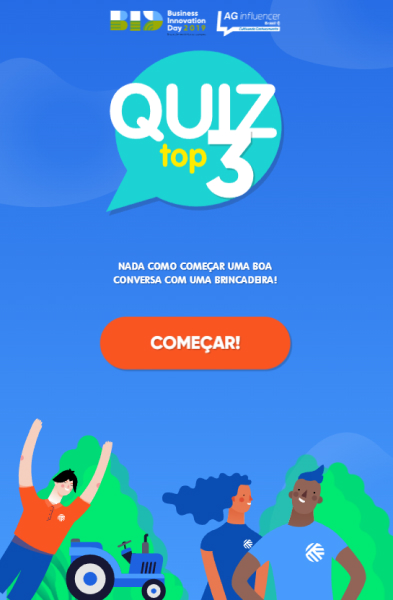 BID Business
Innovation
Day 2019
AG influencer
Brasil
QUIZ
top 3
NADA COMO COMEÇAR UMA BOA
CONVERSA COM UMA BRINCADEIRA!
COMEÇAR!